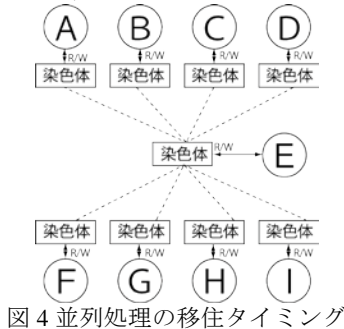 A B C D
R/W R/W R/W R/W
染色体 染色体 染色体 染色体
染色体 R/W E
染色体 染色体 染色体 染色体
R/W R/W R/W R/W
F G H I
図 4 並列処理の移住タイミング